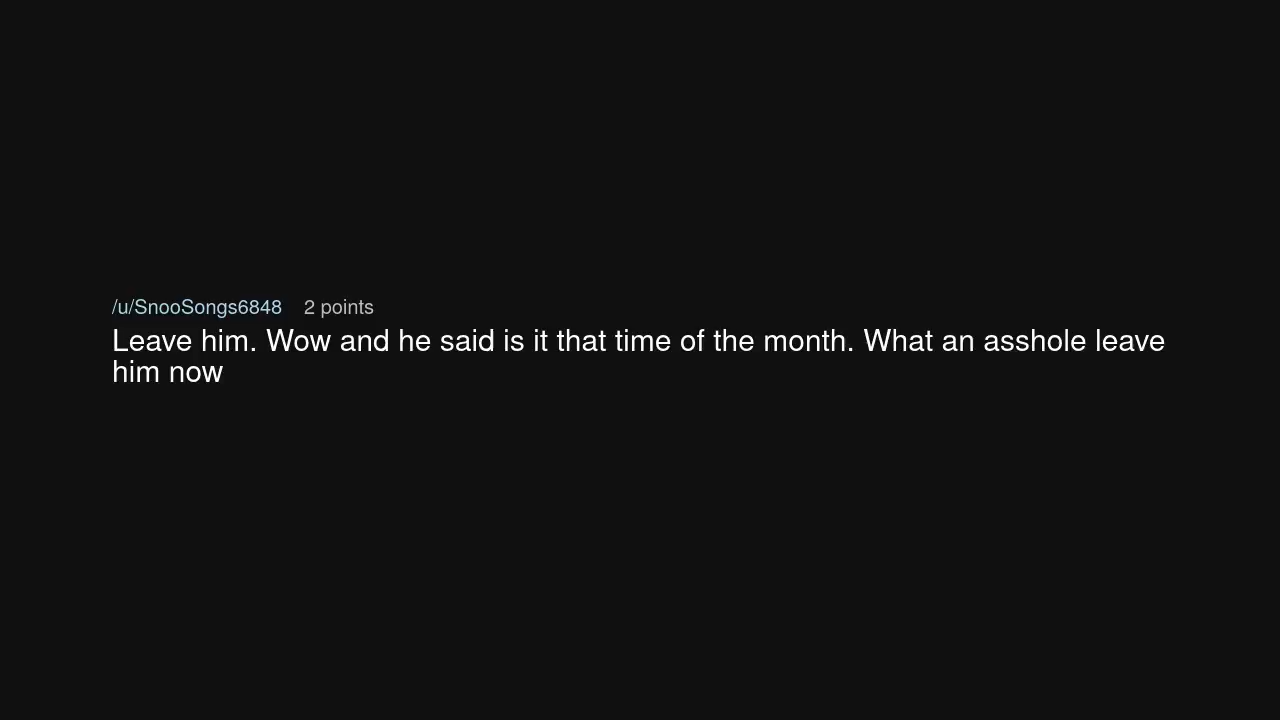 /u/SnooSongs6848 2 points
Leave him. Wow and he said is it that time of the month. What an asshole leave
him now